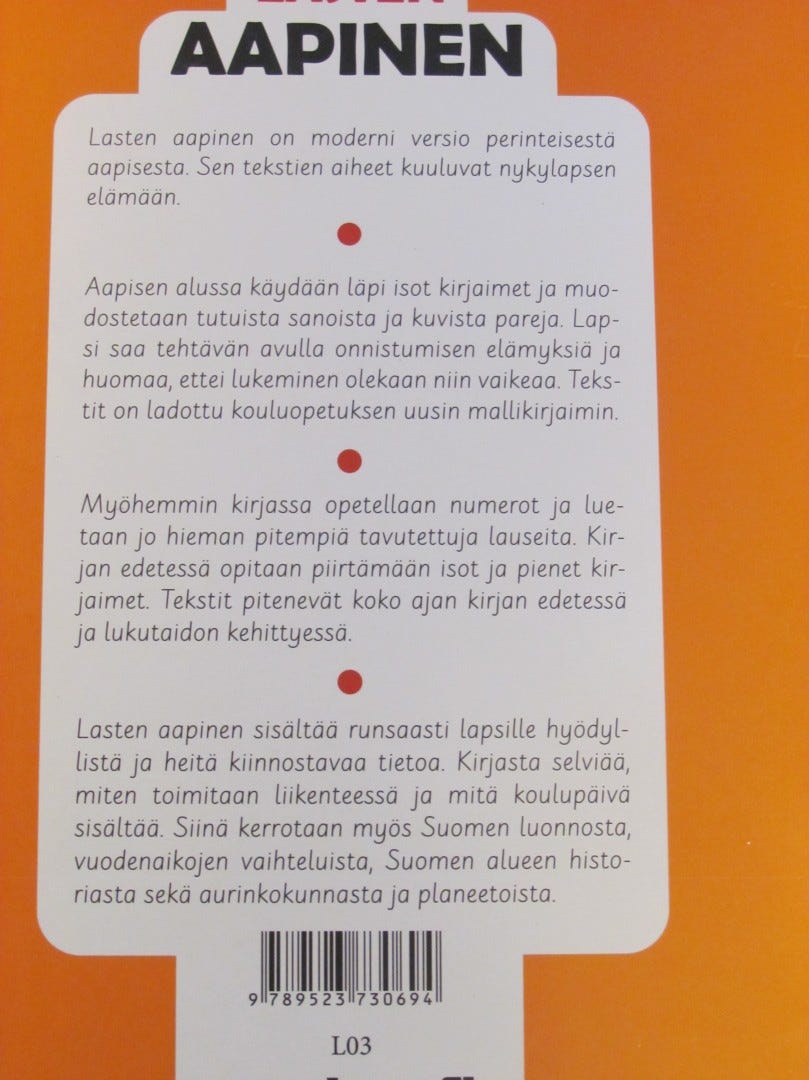 LASTEN
AAPINEN
Lasten aapinen on moderni versio perinteisestä
aapisesta. Sen tekstien aiheet kuuluvat nykylapsen
elämään.
Aapisen alussa käydään läpi isot kirjaimet ja muo-
dostetaan tutuista sanoista ja kuvista pareja. Lap-
si saa tehtävän avulla onnistumisen elämyksiä ja
huomaa, ettei lukeminen olekaan niin vaikeaa. Teks-
tit on ladottu kouluopetuksen uusin mallikirjaimin.
Myöhemmin kirjassa opetellaan numerot ja lue-
taan jo hieman pitempiä tavutettuja lauseita. Kir-
jan edetessä opitaan piirtämään isot ja pienet kir-
jaimet. Tekstit pitenevät koko ajan kirjan edetessä
ja lukutaidon kehittyessä.
Lasten aapinen sisältää runsaasti lapsille hyödyl-
listä ja heitä kiinnostavaa tietoa. Kirjasta selviää,
miten toimitaan liikenteessä ja mitä koulupäivä
sisältää. Siinä kerrotaan myös Suomen luonnosta,
vuodenaikojen vaihteluista, Suomen alueen histo-
riasta sekä aurinkokunnasta ja planeetoista.
9 789523 730694
L03